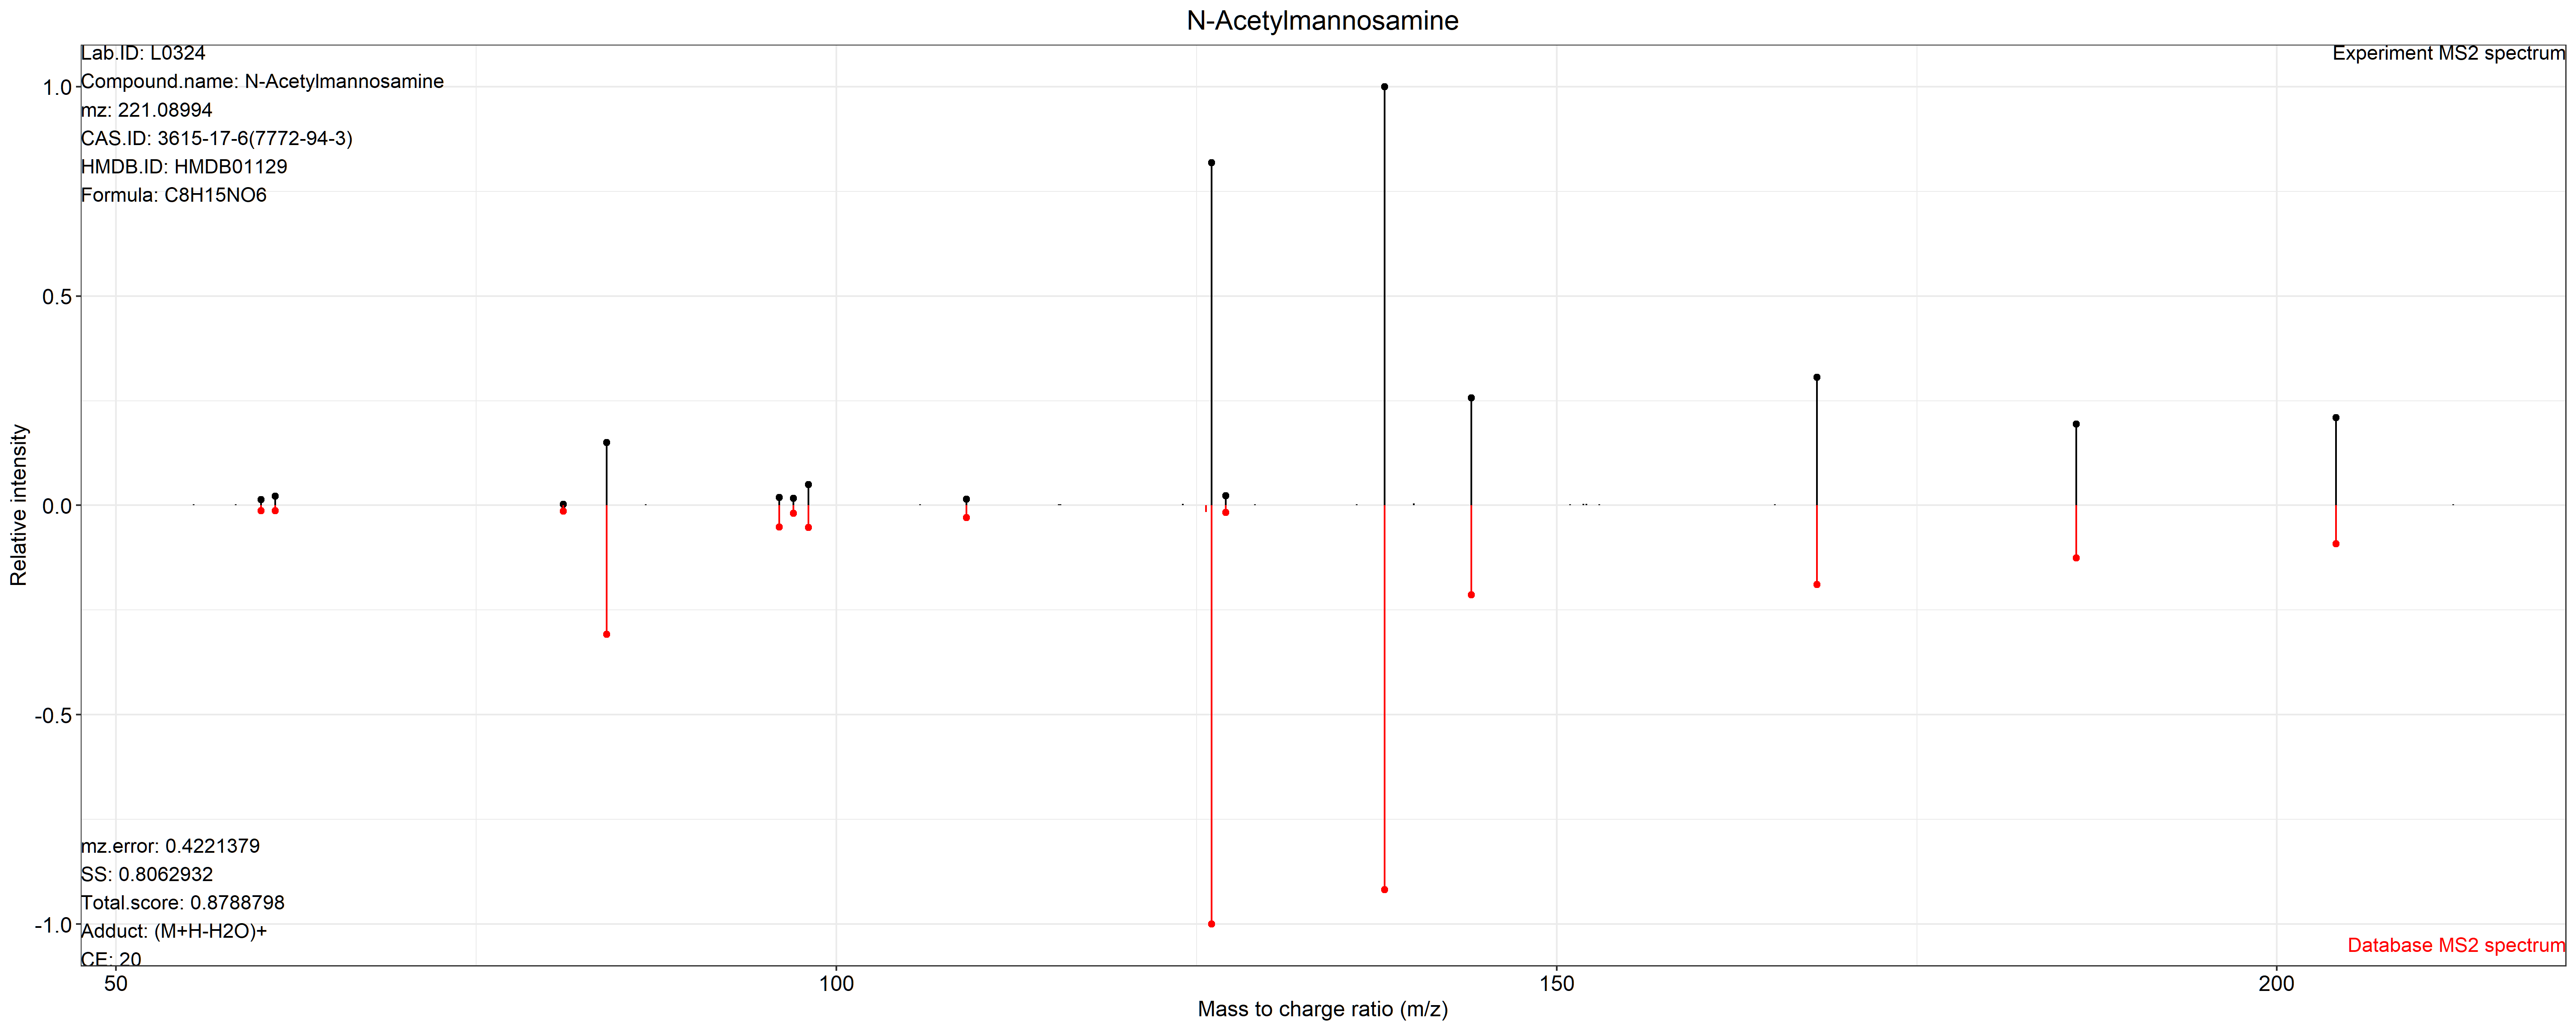 N-Acetylmannosamine
Lab.ID: L0324
Experiment MS2 spectrum
Compound.name: N-Acetylmannosamine
mz: 221.08994
CAS.ID: 3615-17-6(7772-94-3)
HMDB.ID: HMDB01129
Formula: C8H15NO6
1.0
0.5
0.0
-0.5
-1.0
Relative intensity
mz.error: 0.4221379
SS: 0.8062932
Total.score: 0.8788798
Adduct: (M+H-H2O)+
CE: 20
Database MS2 spectrum
50 100 150 200
Mass to charge ratio (m/z)